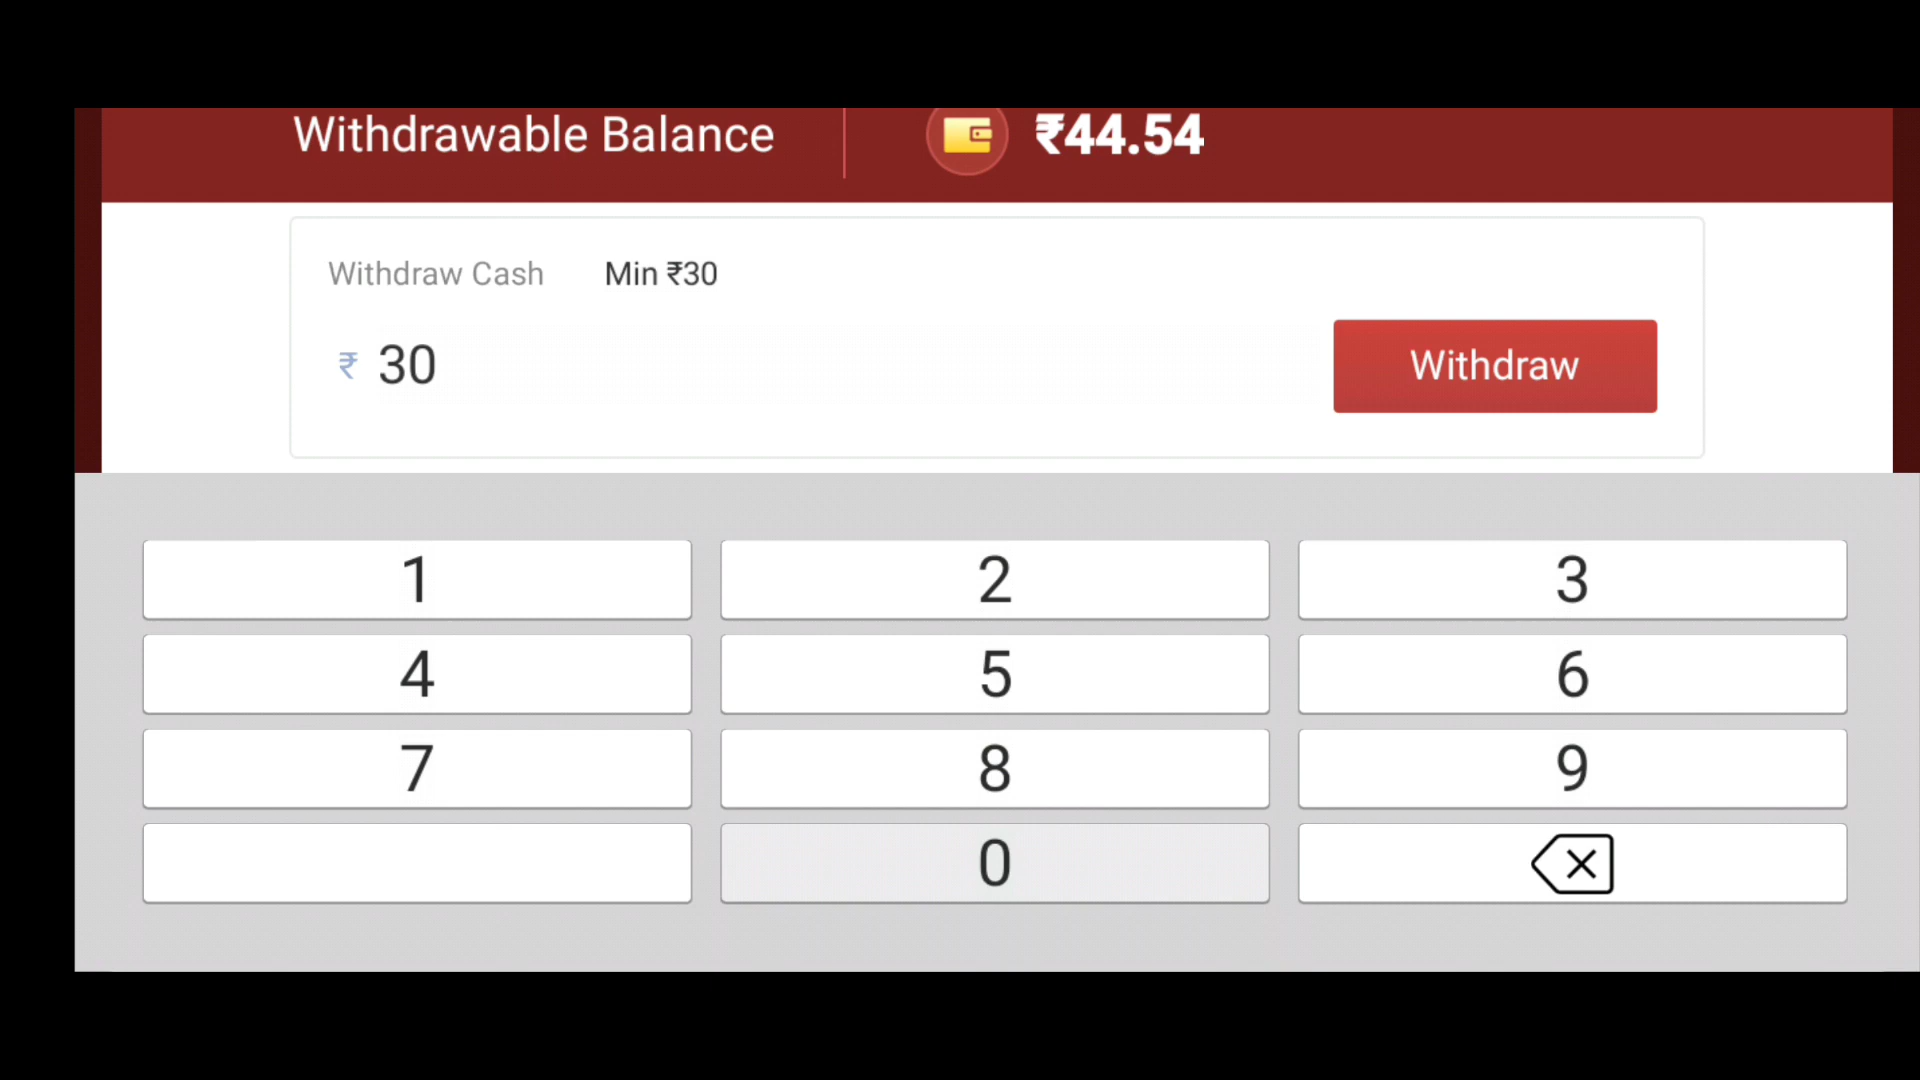 Withdrawable Balance ₹44.54
Withdraw Cash Min ₹30
₹ 30 Withdraw
1 2 3
4 5 6
7 8 9
0